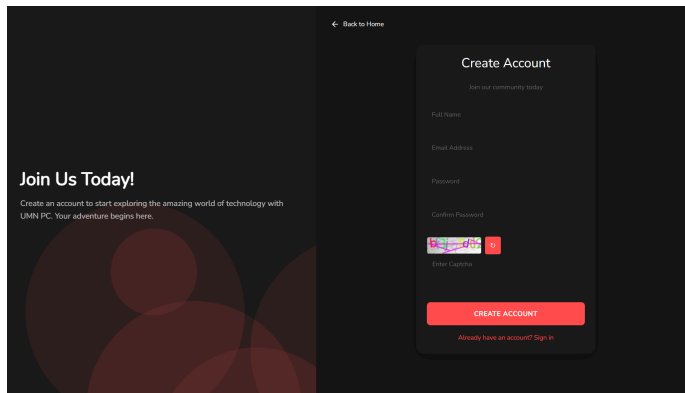 Back to Home
Create Account
Join our community today
Full Name
Email Address
Password
Confirm Password
Enter Captcha
CREATE ACCOUNT
Already have an account? Sign in
Join Us Today!
Create an account to start exploring the amazing world of technology with
UMN PC. Your adventure begins here.